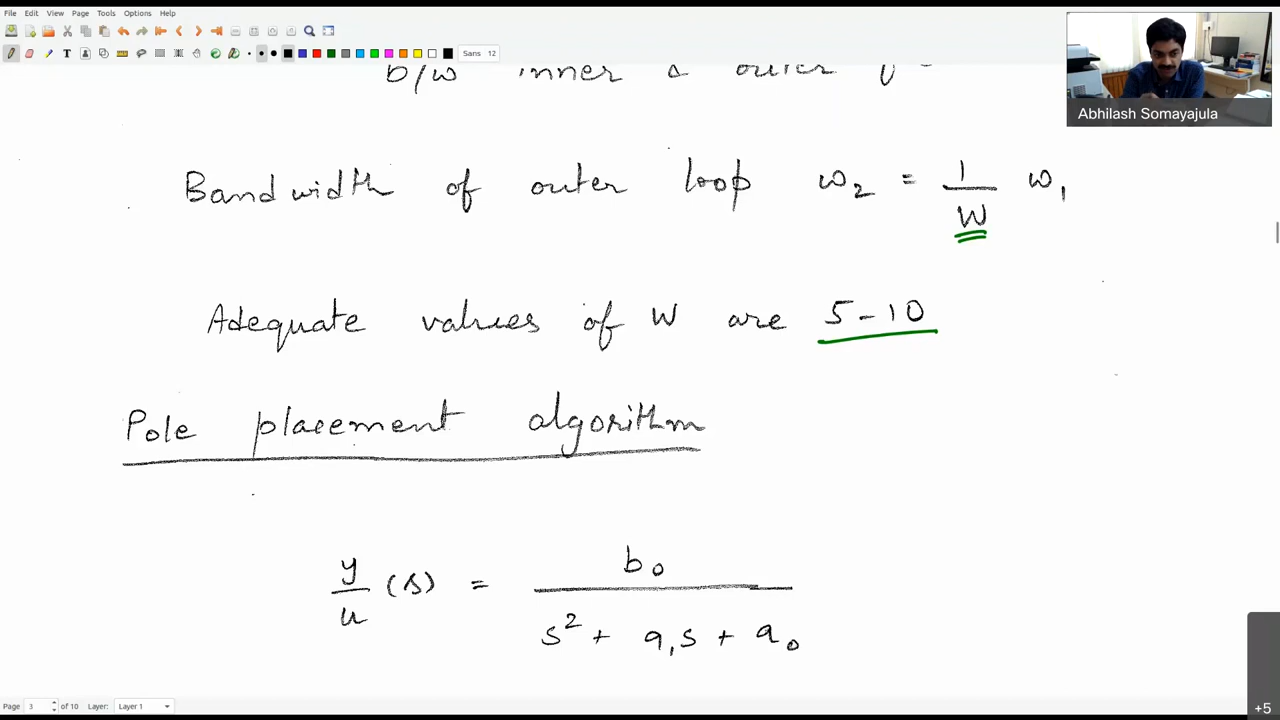 File Edit View Page Tools Options Help
Sans 12
Abhilash Somayajula
b/w inner & outer
Bandwidth of outer loop ω₂ = 1/W ω₁
Adequate values of W are 5-10
Pole placement algorithm
y/u (s) = b₀ / s² + a₁s + a₀
Page 3 of 10 Layer: Layer 1
+5